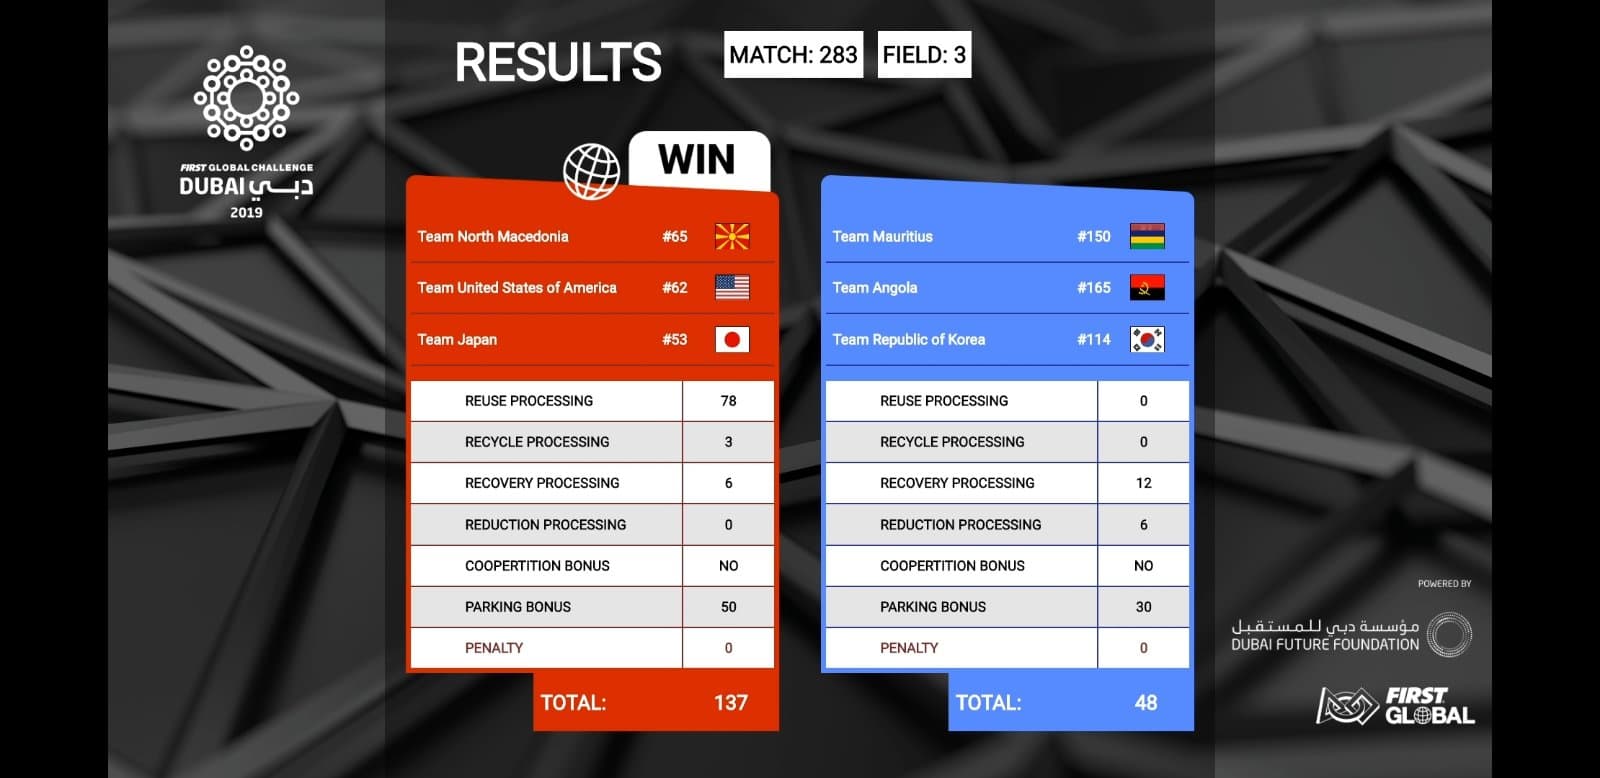 RESULTS
MATCH: 283
FIELD: 3
FIRST GLOBAL CHALLENGE
DUBAI دبي
2019
WIN
Team North Macedonia #65
Team United States of America #62
Team Japan #53
REUSE PROCESSING 78
RECYCLE PROCESSING 3
RECOVERY PROCESSING 6
REDUCTION PROCESSING 0
COOPERTITION BONUS NO
PARKING BONUS 50
PENALTY 0
TOTAL: 137
Team Mauritius #150
Team Angola #165
Team Republic of Korea #114
REUSE PROCESSING 0
RECYCLE PROCESSING 0
RECOVERY PROCESSING 12
REDUCTION PROCESSING 6
COOPERTITION BONUS NO
PARKING BONUS 30
PENALTY 0
TOTAL: 48
POWERED BY
مؤسسة دبي للمستقبل
DUBAI FUTURE FOUNDATION
FIRST
GLOBAL